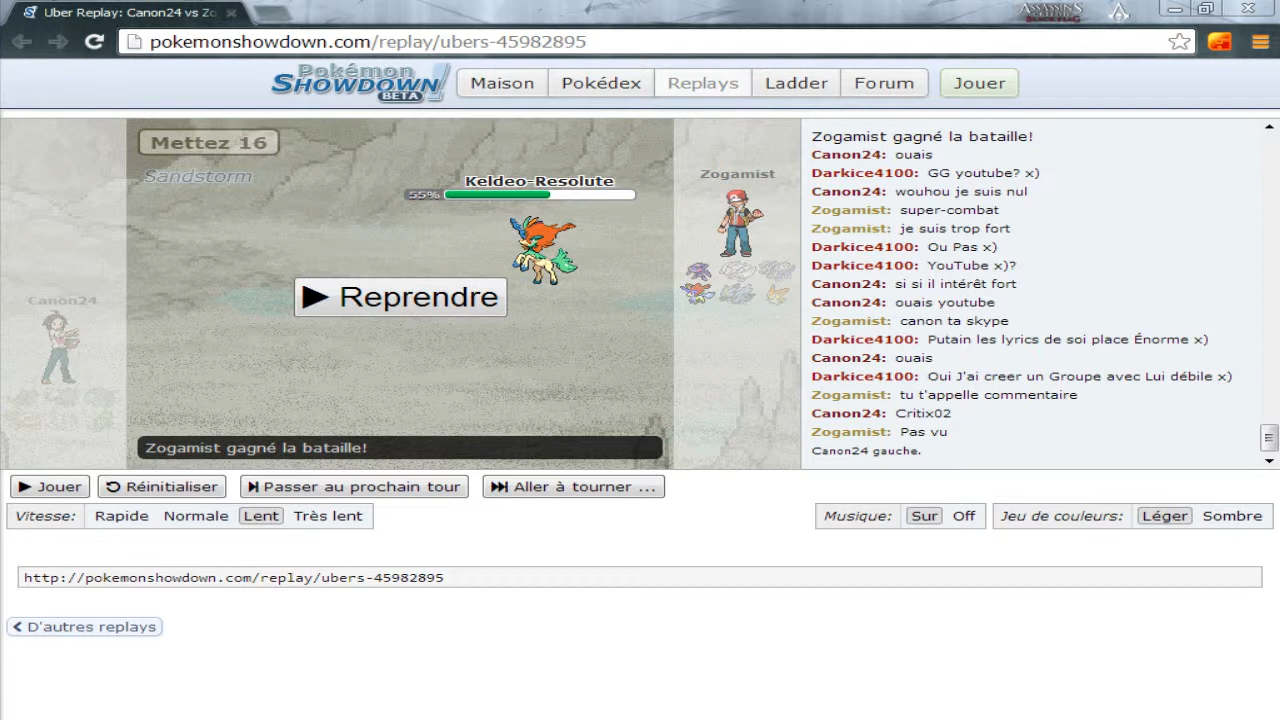 Uber Replay: Canon24 vs Zo
ASSASSIN'S
BLACK FLAG
pokemonshowdown.com/replay/ubers-45982895
Pokémon
SHOWDOWN!
BETA
Maison
Pokédex
Replays
Ladder
Forum
Jouer
Mettez 16
Sandstorm
Keldeo-Resolute
55%
Canon24
Zogamist
Reprendre
Zogamist gagné la bataille!
Zogamist gagné la bataille!
Canon24: ouais
Darkice4100: GG youtube? x)
Canon24: wouhou je suis nul
Zogamist: super-combat
Zogamist: je suis trop fort
Darkice4100: Ou Pas x)
Darkice4100: YouTube x)?
Canon24: si si il intérêt fort
Canon24: ouais youtube
Zogamist: canon ta skype
Darkice4100: Putain les lyrics de soi place Énorme x)
Canon24: ouais
Darkice4100: Oui J'ai creer un Groupe avec Lui débile x)
Zogamist: tu t'appelle commentaire
Canon24: Critix02
Zogamist: Pas vu
Canon24 gauche.
Jouer
Réinitialiser
Passer au prochain tour
Aller à tourner ...
Vitesse: Rapide Normale Lent Très lent
Musique: Sur Off
Jeu de couleurs: Léger Sombre
http://pokemonshowdown.com/replay/ubers-45982895
D'autres replays